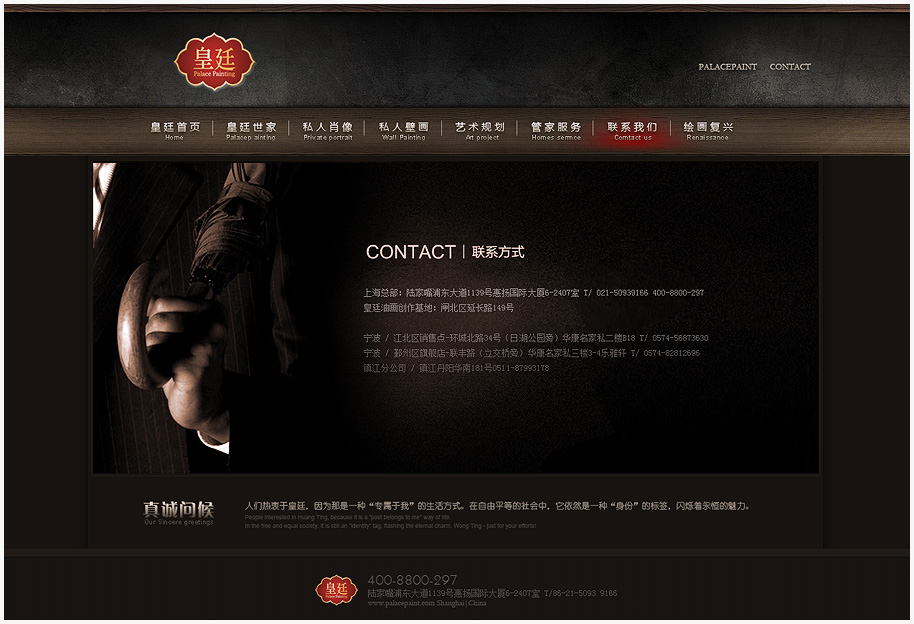 皇廷
Palace Painting
PALACEPAINT CONTACT
皇廷首页 皇廷世家 私人肖像 私人壁画 艺术规划 管家服务 联系我们 绘画复兴
Home Palacep ainting Private portrait Wall Painting Art project Homes sermce Comtact us Renaissance
CONTACT | 联系方式
上海总部：陆家嘴浦东大道1139号惠扬国际大厦6-2407室 T/ 021-50939166 400-8800-297
皇廷油画创作基地：闸北区延长路149号
宁波 / 江北区销售点-环城北路34号（日湖公园旁）华康名家私二楼B18 T/ 0574-56873630
宁波 / 鄞州区旗舰店-联丰路（立交桥旁）华康名家私三楼3-4乐雅轩 T/ 0574-82812696
镇江分公司 / 镇江丹阳华南181号0511-87993178
真诚问候
Our Sincere greetings
人们热衷于皇廷，因为那是一种“专属于我”的生活方式。在自由平等的社会中，它依然是一种“身份”的标签，闪烁着永恒的魅力。
People interested in Huang Ting, because it is a "post belongs to me" way of life.
In the free and equal society, it is still an "identity" tag, flashing the eternal charm. Wong Ting - just for your efforts!
皇廷
Palace Painting
400-8800-297
陆家嘴浦东大道1139号惠扬国际大厦6-2407室 T/86-21-5093 9166
www.palacepaint.com Shanghai|China